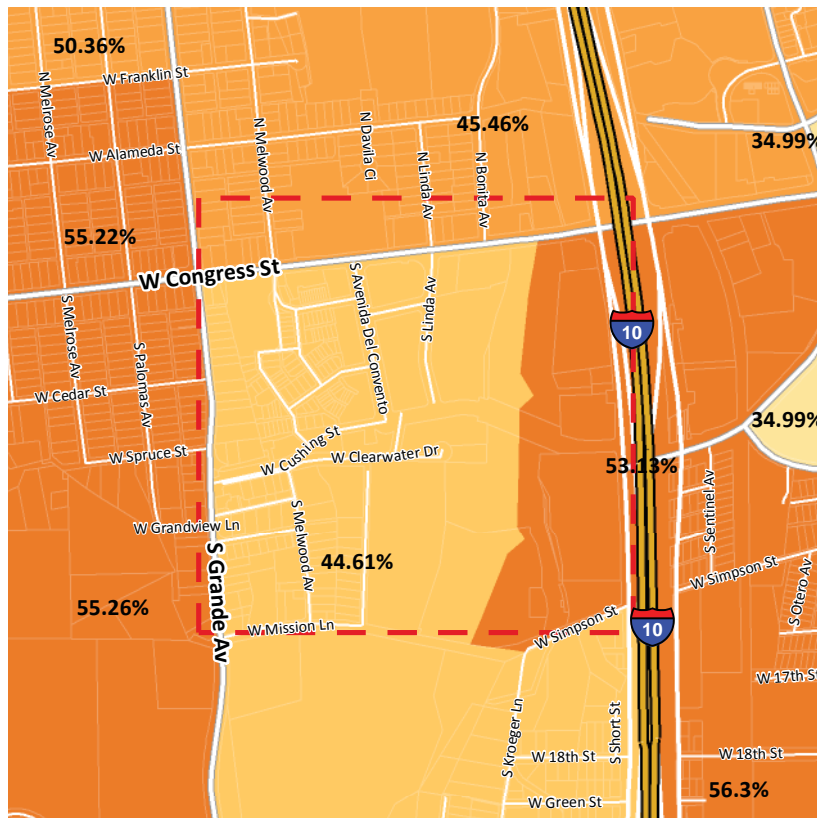 50.36%
W Franklin St
N Melrose Av
N Melwood Av
N Davila Ci
45.46%
34.99%
W Alameda St
N Linda Av
N Bonita Av
55.22%
W Congress St
S Avenida Del Convento
S Linda Av
10
S Melrose Av
S Palomas Av
W Cedar St
34.99%
W Cushing St
W Spruce St
W Clearwater Dr
53.13%
S Sentinel Av
W Grandview Ln
S Melwood Av
44.61%
S Grande Av
55.26%
W Simpson St
S Otero Av
W Mission Ln
W Simpson St
10
W 17th St
S Kroeger Ln
S Short St
W 18th St
W 18th St
56.3%
W Green St